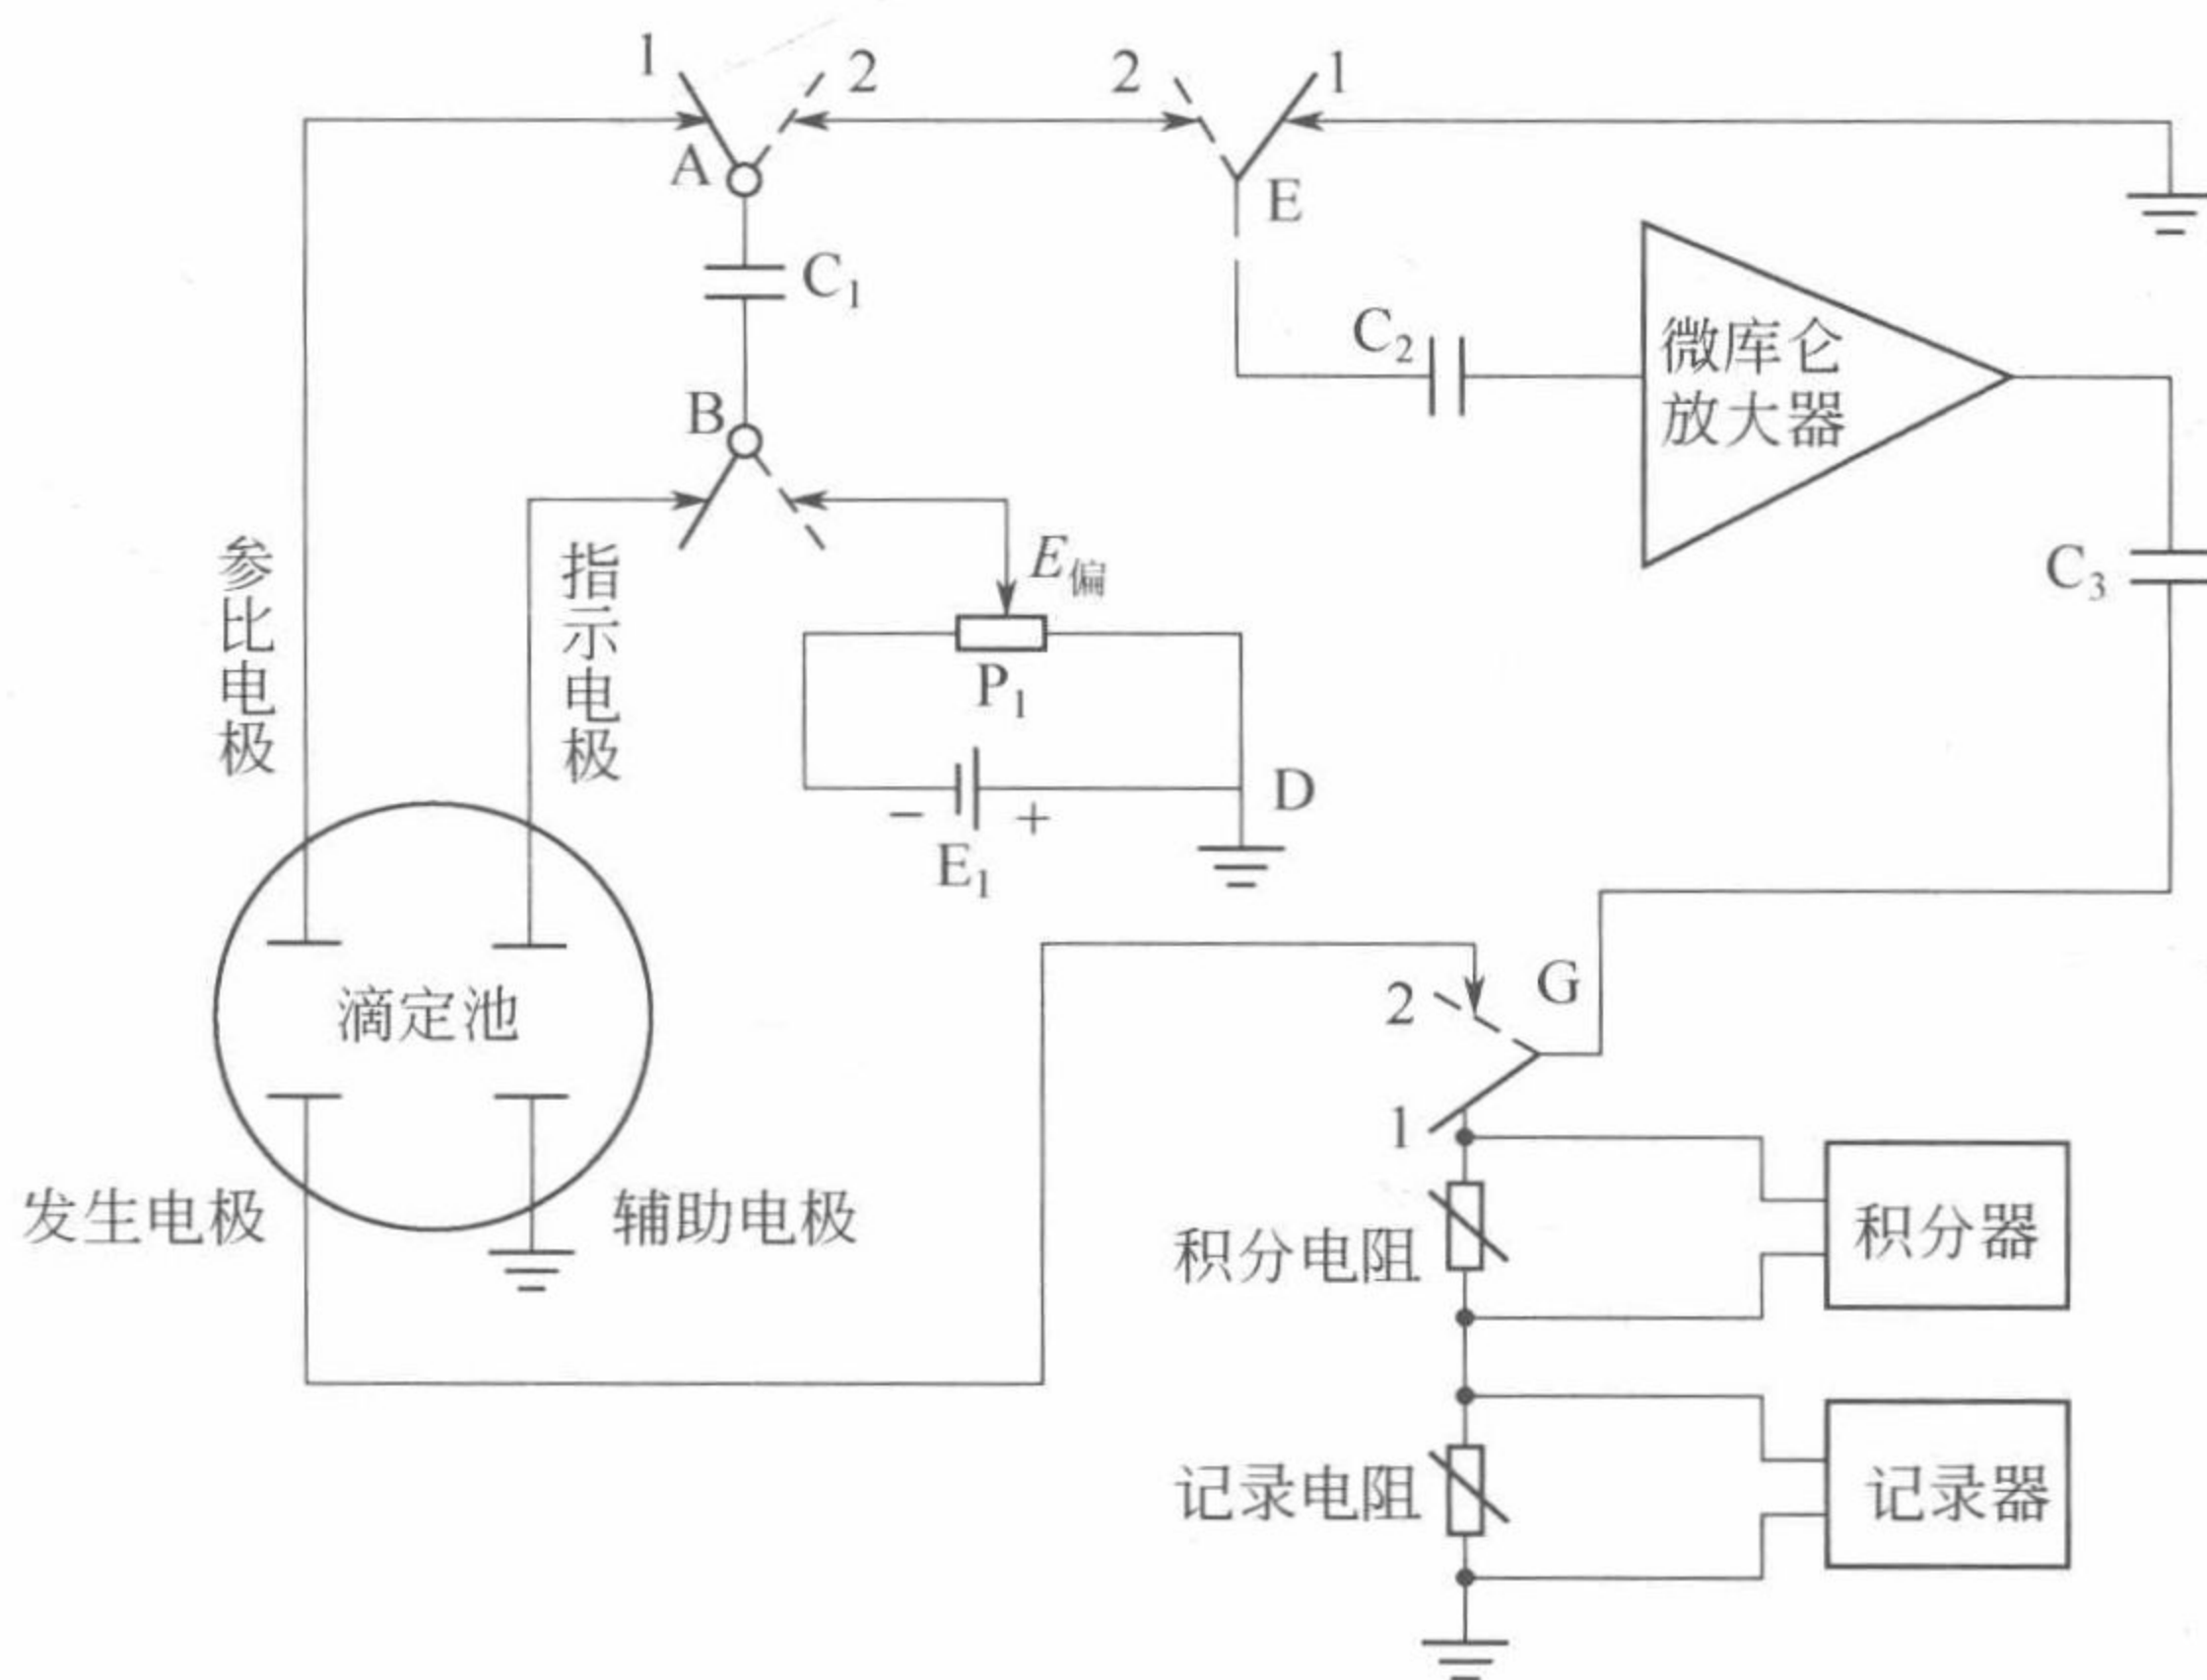 1
2
2
1
A
E
C1
C2
微库仑
放大器
B
E偏
C3
参比电极
指示电极
P1
D
− +
E1
G
2
滴定池
1
发生电极
辅助电极
积分电阻
积分器
记录电阻
记录器